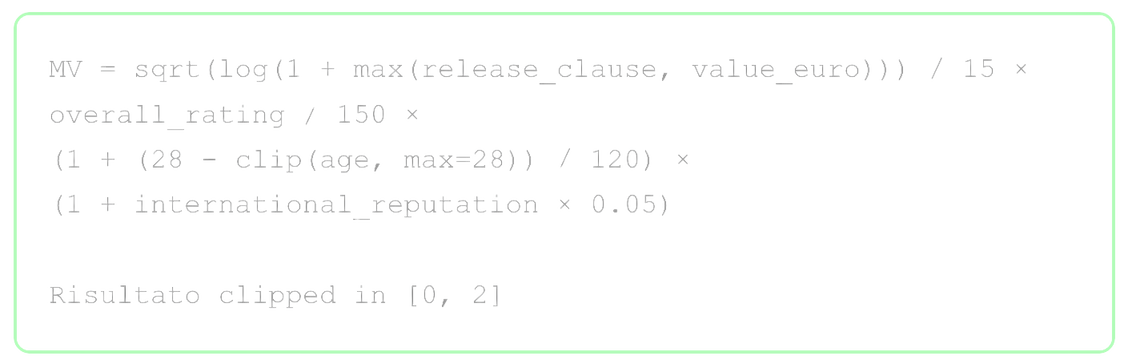 MV = sqrt(log(1 + max(release_clause, value_euro))) / 15 ×
overall_rating / 150 ×
(1 + (28 - clip(age, max=28)) / 120) ×
(1 + international_reputation × 0.05)
Risultato clipped in [0, 2]